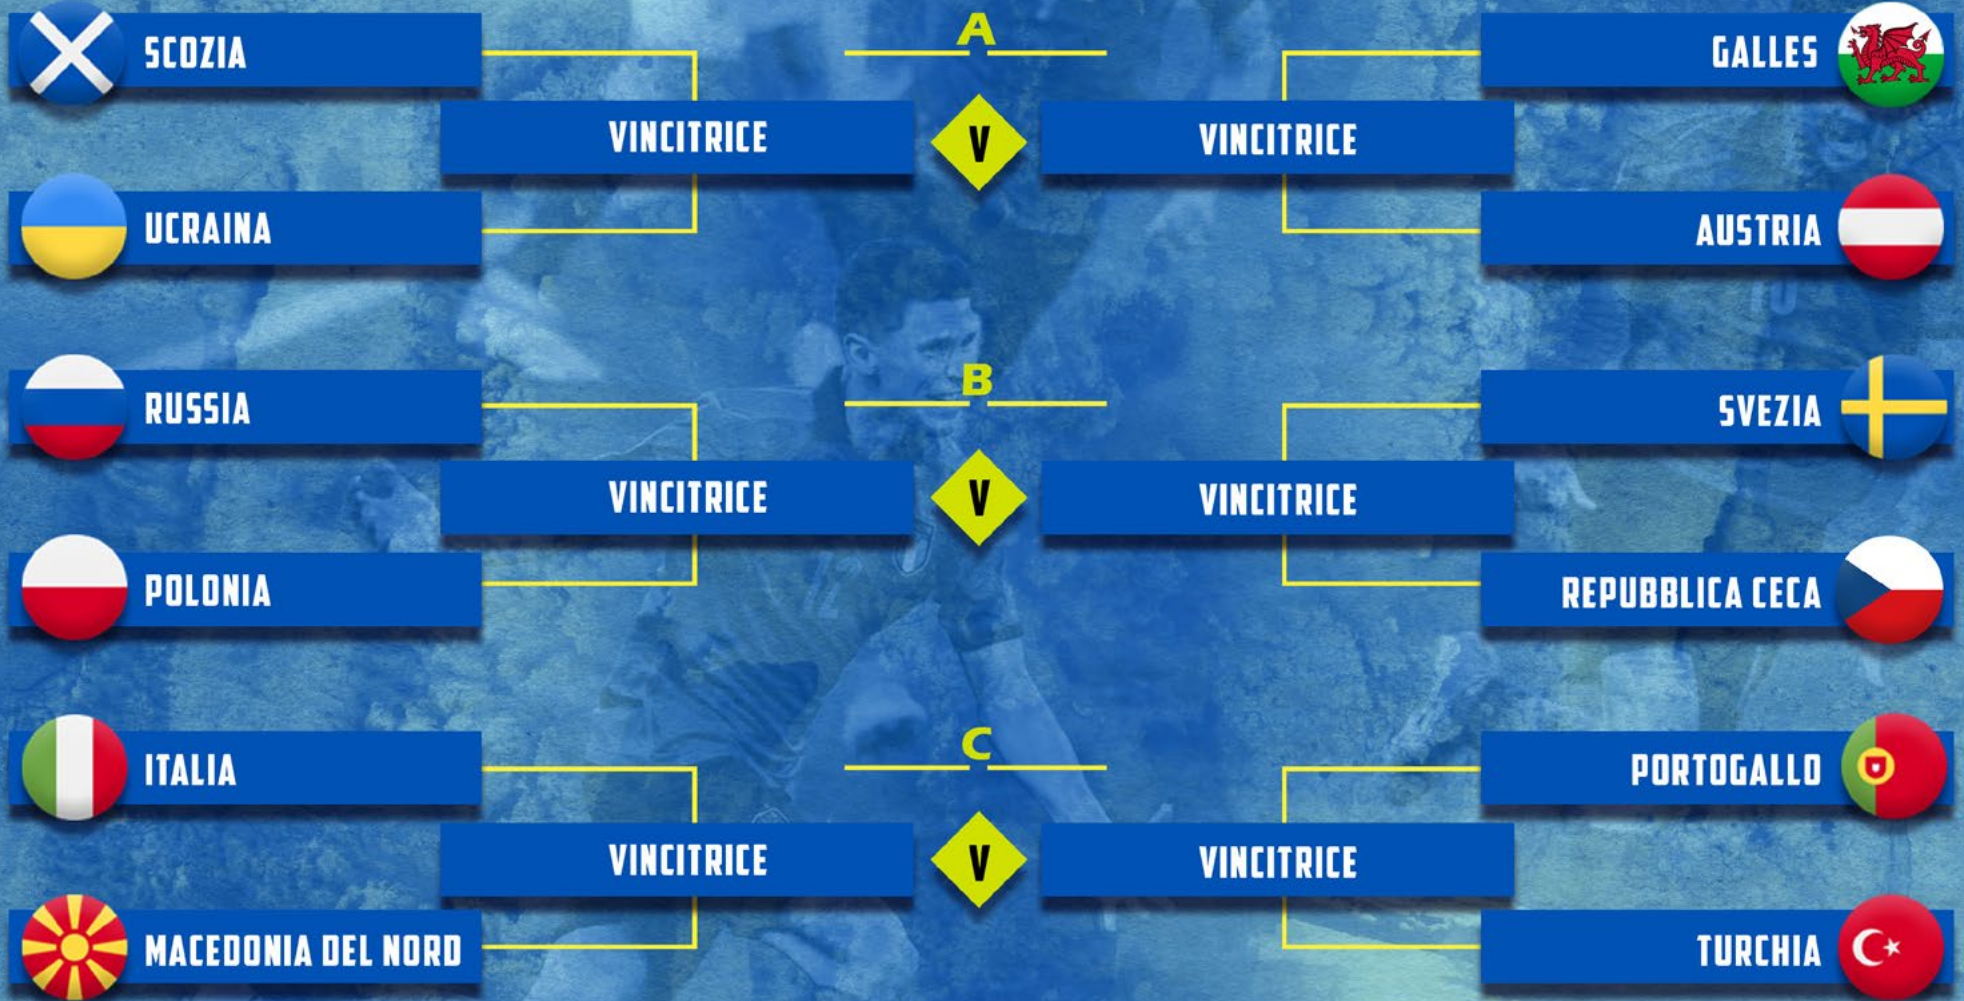 A
SCOZIA
GALLES
VINCITRICE V VINCITRICE
UCRAINA
AUSTRIA
B
RUSSIA
SVEZIA
VINCITRICE V VINCITRICE
POLONIA
REPUBBLICA CECA
C
ITALIA
PORTOGALLO
VINCITRICE V VINCITRICE
MACEDONIA DEL NORD
TURCHIA